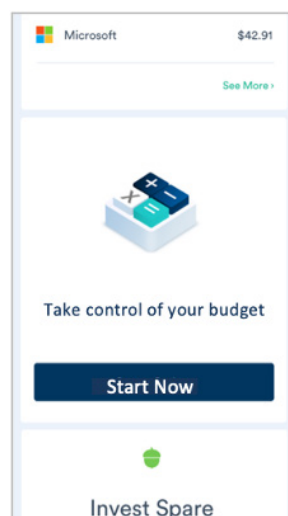 Microsoft $42.91
See More ›
Take control of your budget
Start Now
Invest Spare